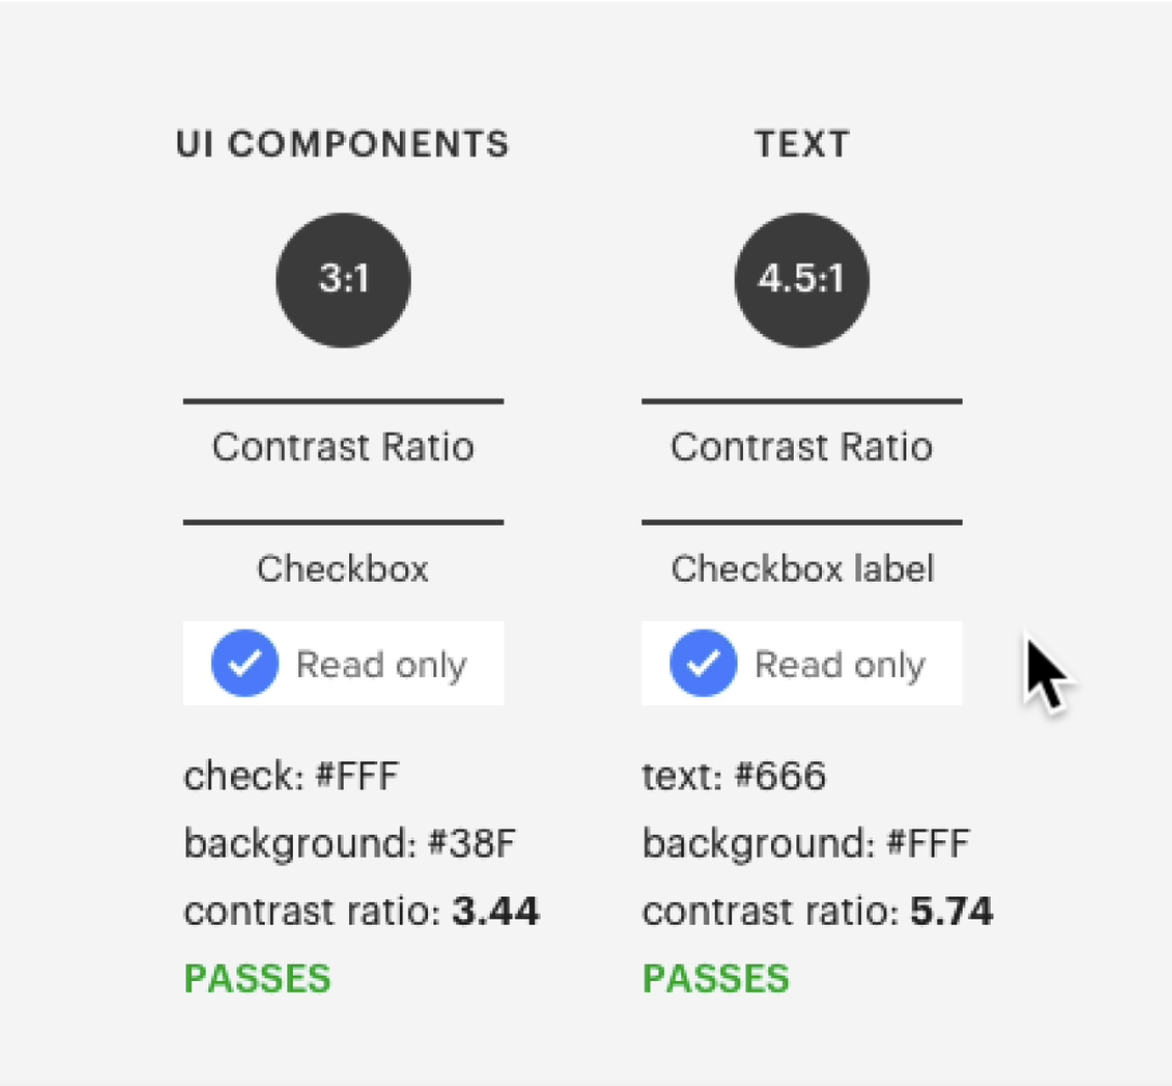 UI COMPONENTS
3:1
Contrast Ratio
Checkbox
Read only
check: #FFF
background: #38F
contrast ratio: 3.44
PASSES
TEXT
4.5:1
Contrast Ratio
Checkbox label
Read only
text: #666
background: #FFF
contrast ratio: 5.74
PASSES